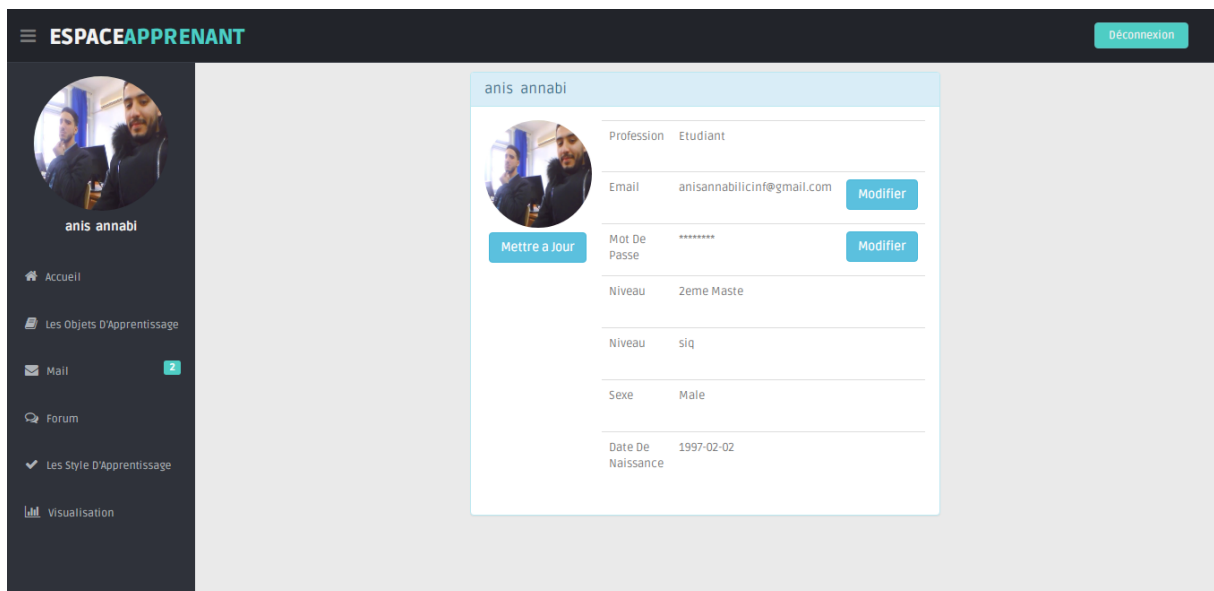 ESPACEAPPRENANT
Déconnexion
anis annabi
Accueil
Les Objets D'Apprentissage
Mail 2
Forum
Les Style D'Apprentissage
Visualisation
anis annabi
Mettre a Jour
Profession Etudiant
Email anisannabilicinf@gmail.com Modifier
Mot De Passe ******** Modifier
Niveau 2eme Maste
Niveau siq
Sexe Male
Date De Naissance 1997-02-02